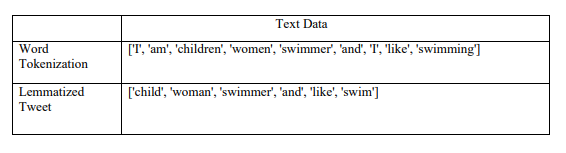 Text Data
Word
Tokenization
['I', 'am', 'children', 'women', 'swimmer', 'and', 'I', 'like', 'swimming']
Lemmatized
Tweet
['child', 'woman', 'swimmer', 'and', 'like', 'swim']